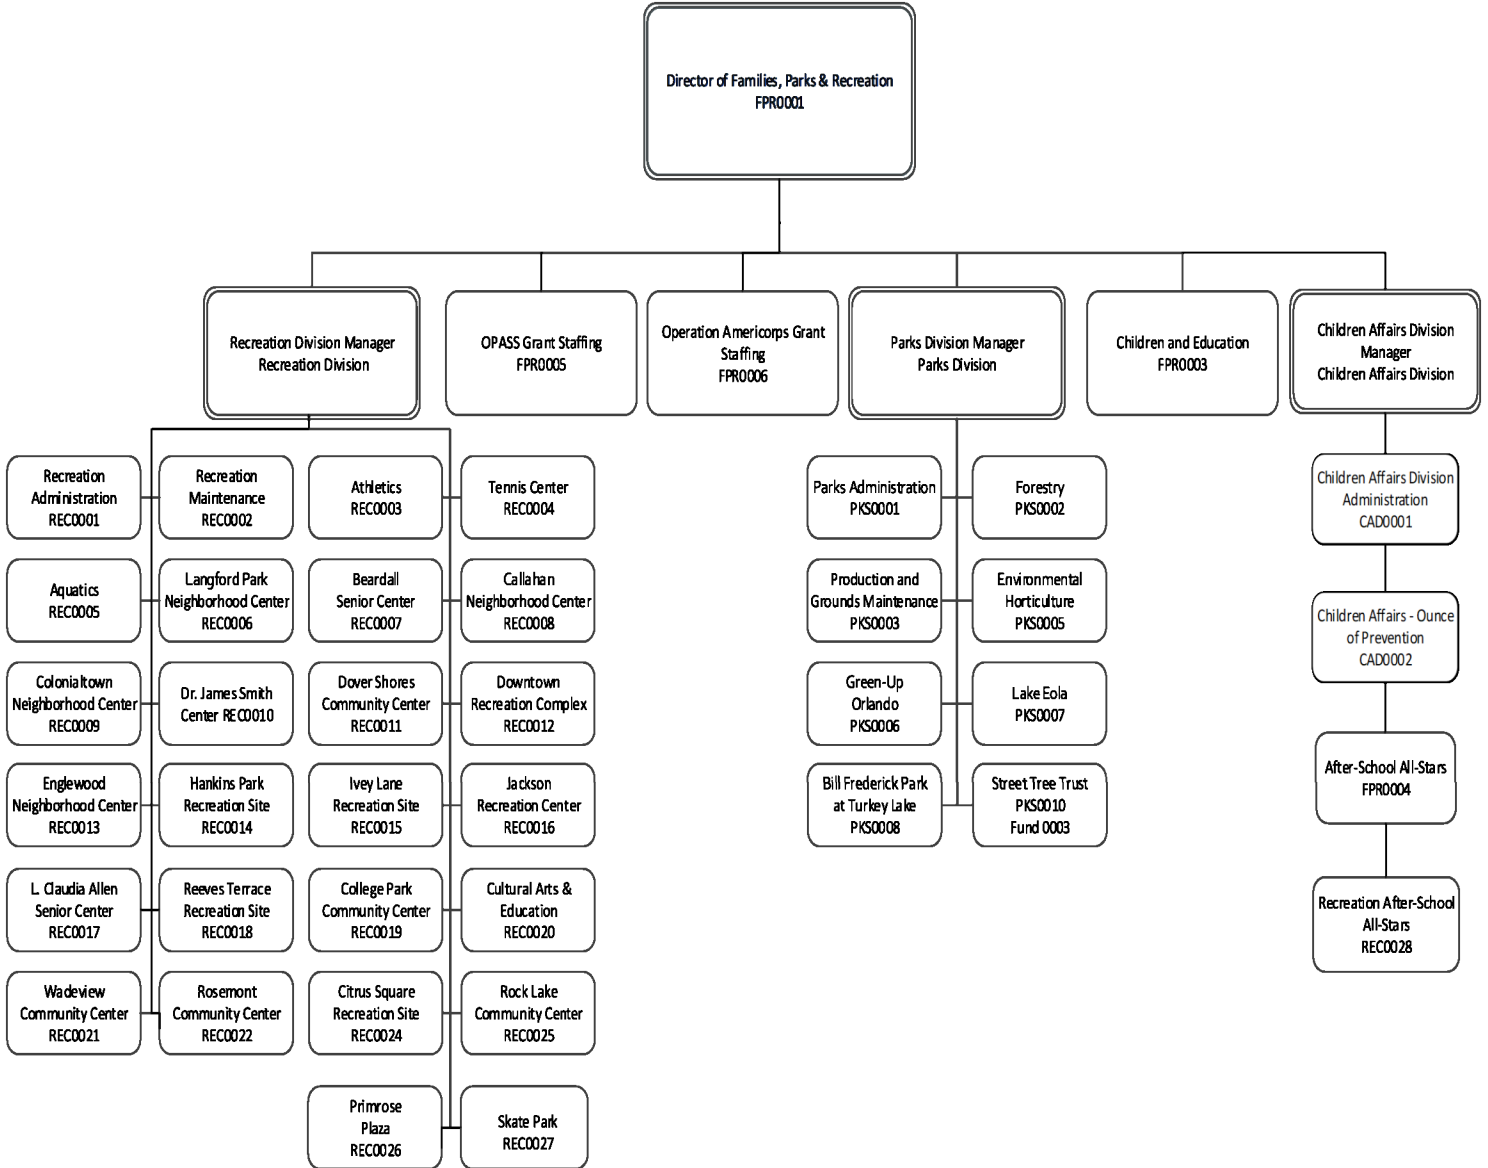 Director of Families, Parks & Recreation
FPR0001
Recreation Division Manager
Recreation Division
OPASS Grant Staffing
FPR0005
Operation Americorps Grant
Staffing
FPR0006
Parks Division Manager
Parks Division
Children and Education
FPR0003
Children Affairs Division
Manager
Children Affairs Division
Recreation
Administration
REC0001
Recreation
Maintenance
REC0002
Athletics
REC0003
Tennis Center
REC0004
Parks Administration
PKS0001
Forestry
PKS0002
Children Affairs Division
Administration
CAD0001
Aquatics
REC0005
Langford Park
Neighborhood Center
REC0006
Beardall
Senior Center
REC0007
Callahan
Neighborhood Center
REC0008
Production and
Grounds Maintenance
PKS0003
Environmental
Horticulture
PKS0005
Children Affairs - Ounce
of Prevention
CAD0002
Colonialtown
Neighborhood Center
REC0009
Dr. James Smith
Center REC0010
Dover Shores
Community Center
REC0011
Downtown
Recreation Complex
REC0012
Green-Up
Orlando
PKS0006
Lake Eola
PKS0007
After-School All-Stars
FPR0004
Englewood
Neighborhood Center
REC0013
Hankins Park
Recreation Site
REC0014
Ivey Lane
Recreation Site
REC0015
Jackson
Recreation Center
REC0016
Bill Frederick Park
at Turkey Lake
PKS0008
Street Tree Trust
PKS0010
Fund 0003
L. Claudia Allen
Senior Center
REC0017
Reeves Terrace
Recreation Site
REC0018
College Park
Community Center
REC0019
Cultural Arts &
Education
REC0020
Recreation After-School
All-Stars
REC0028
Wadeview
Community Center
REC0021
Rosemont
Community Center
REC0022
Citrus Square
Recreation Site
REC0024
Rock Lake
Community Center
REC0025
Primrose
Plaza
REC0026
Skate Park
REC0027